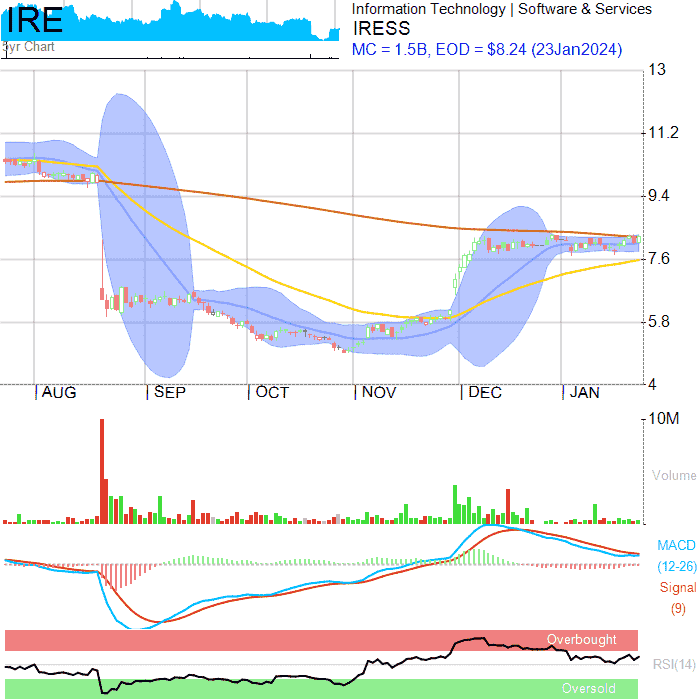 IRE
5yr Chart
Information Technology | Software & Services
IRESS
MC = 1.5B, EOD = $8.24 (23Jan2024)
13
11.2
9.4
7.6
5.8
4
|AUG |SEP |OCT |NOV |DEC |JAN
10M
Volume
MACD
(12-26)
Signal
(9)
Overbought
RSI(14)
Oversold